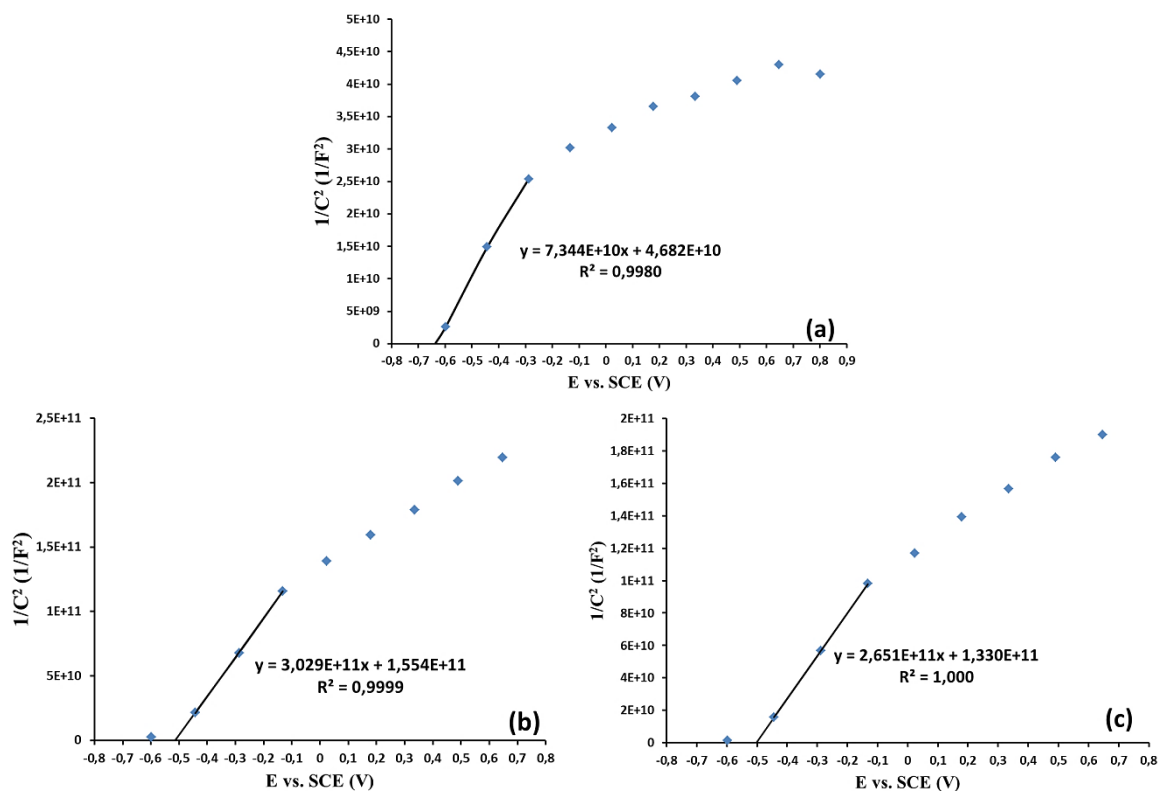 5E+10
4,5E+10
4E+10
3,5E+10
3E+10
2,5E+10
2E+10
1,5E+10
1E+10
5E+09
0
1/C² (1/F²)
y = 7,344E+10x + 4,682E+10
R² = 0,9980
(a)
-0,8 -0,7 -0,6 -0,5 -0,4 -0,3 -0,2 -0,1 0 0,1 0,2 0,3 0,4 0,5 0,6 0,7 0,8 0,9
E vs. SCE (V)
2,5E+11
2E+11
1,5E+11
1E+11
5E+10
0
1/C² (1/F²)
y = 3,029E+11x + 1,554E+11
R² = 0,9999
(b)
-0,8 -0,7 -0,6 -0,5 -0,4 -0,3 -0,2 -0,1 0 0,1 0,2 0,3 0,4 0,5 0,6 0,7 0,8
E vs. SCE (V)
2E+11
1,8E+11
1,6E+11
1,4E+11
1,2E+11
1E+11
8E+10
6E+10
4E+10
2E+10
0
1/C² (1/F²)
y = 2,651E+11x + 1,330E+11
R² = 1,000
(c)
-0,8 -0,7 -0,6 -0,5 -0,4 -0,3 -0,2 -0,1 0 0,1 0,2 0,3 0,4 0,5 0,6 0,7 0,8
E vs. SCE (V)